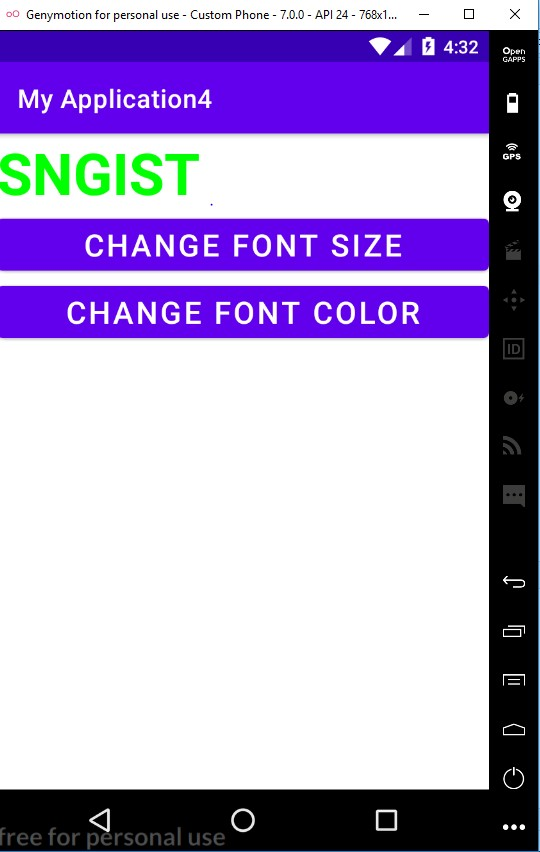 Genymotion for personal use - Custom Phone - 7.0.0 - API 24 - 768x1...
4:32
Open
GAPPS
My Application4
GPS
SNGIST
CHANGE FONT SIZE
CHANGE FONT COLOR
ID
free for personal use